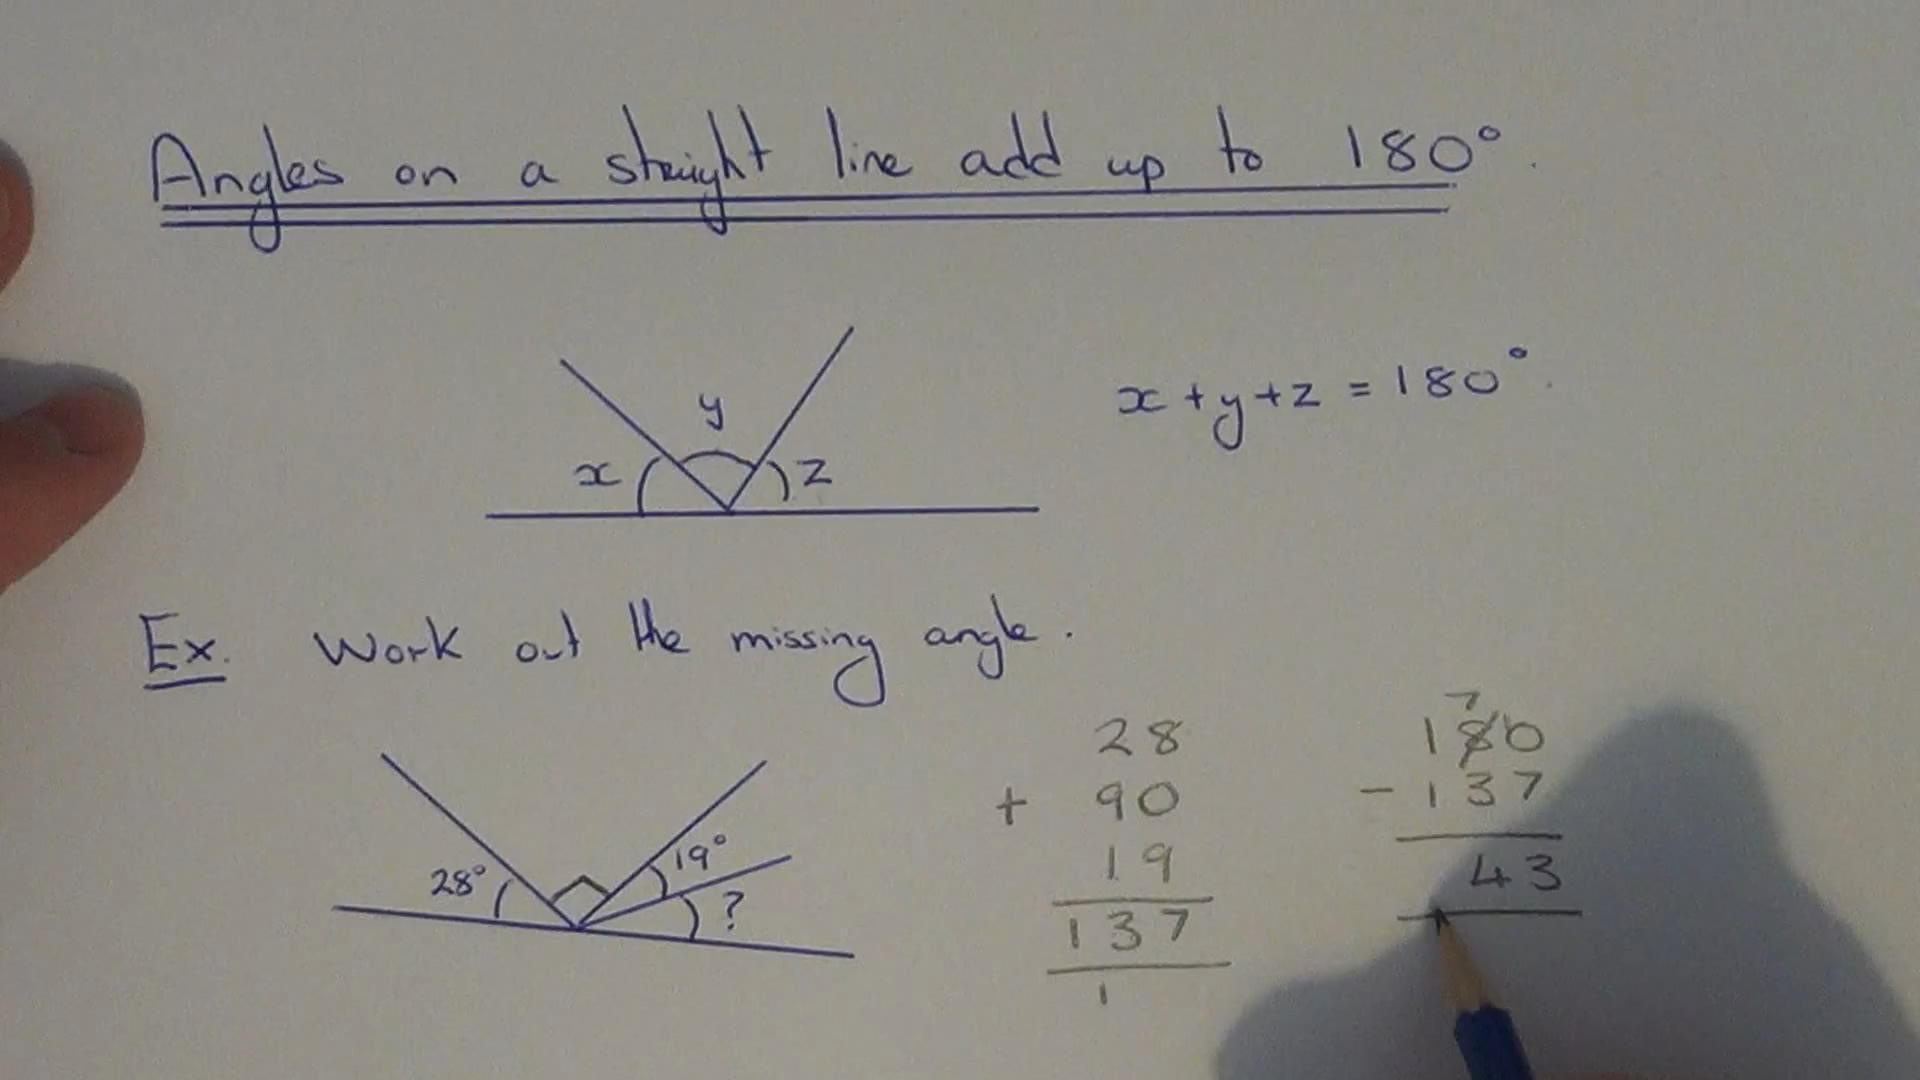 Angles on a straight line add up to 180°.
y
x z
x+y+z = 180°.
Ex. Work out the missing angle.
28°
19°
?
28
+ 90
19
137
1
7
180
- 137
43